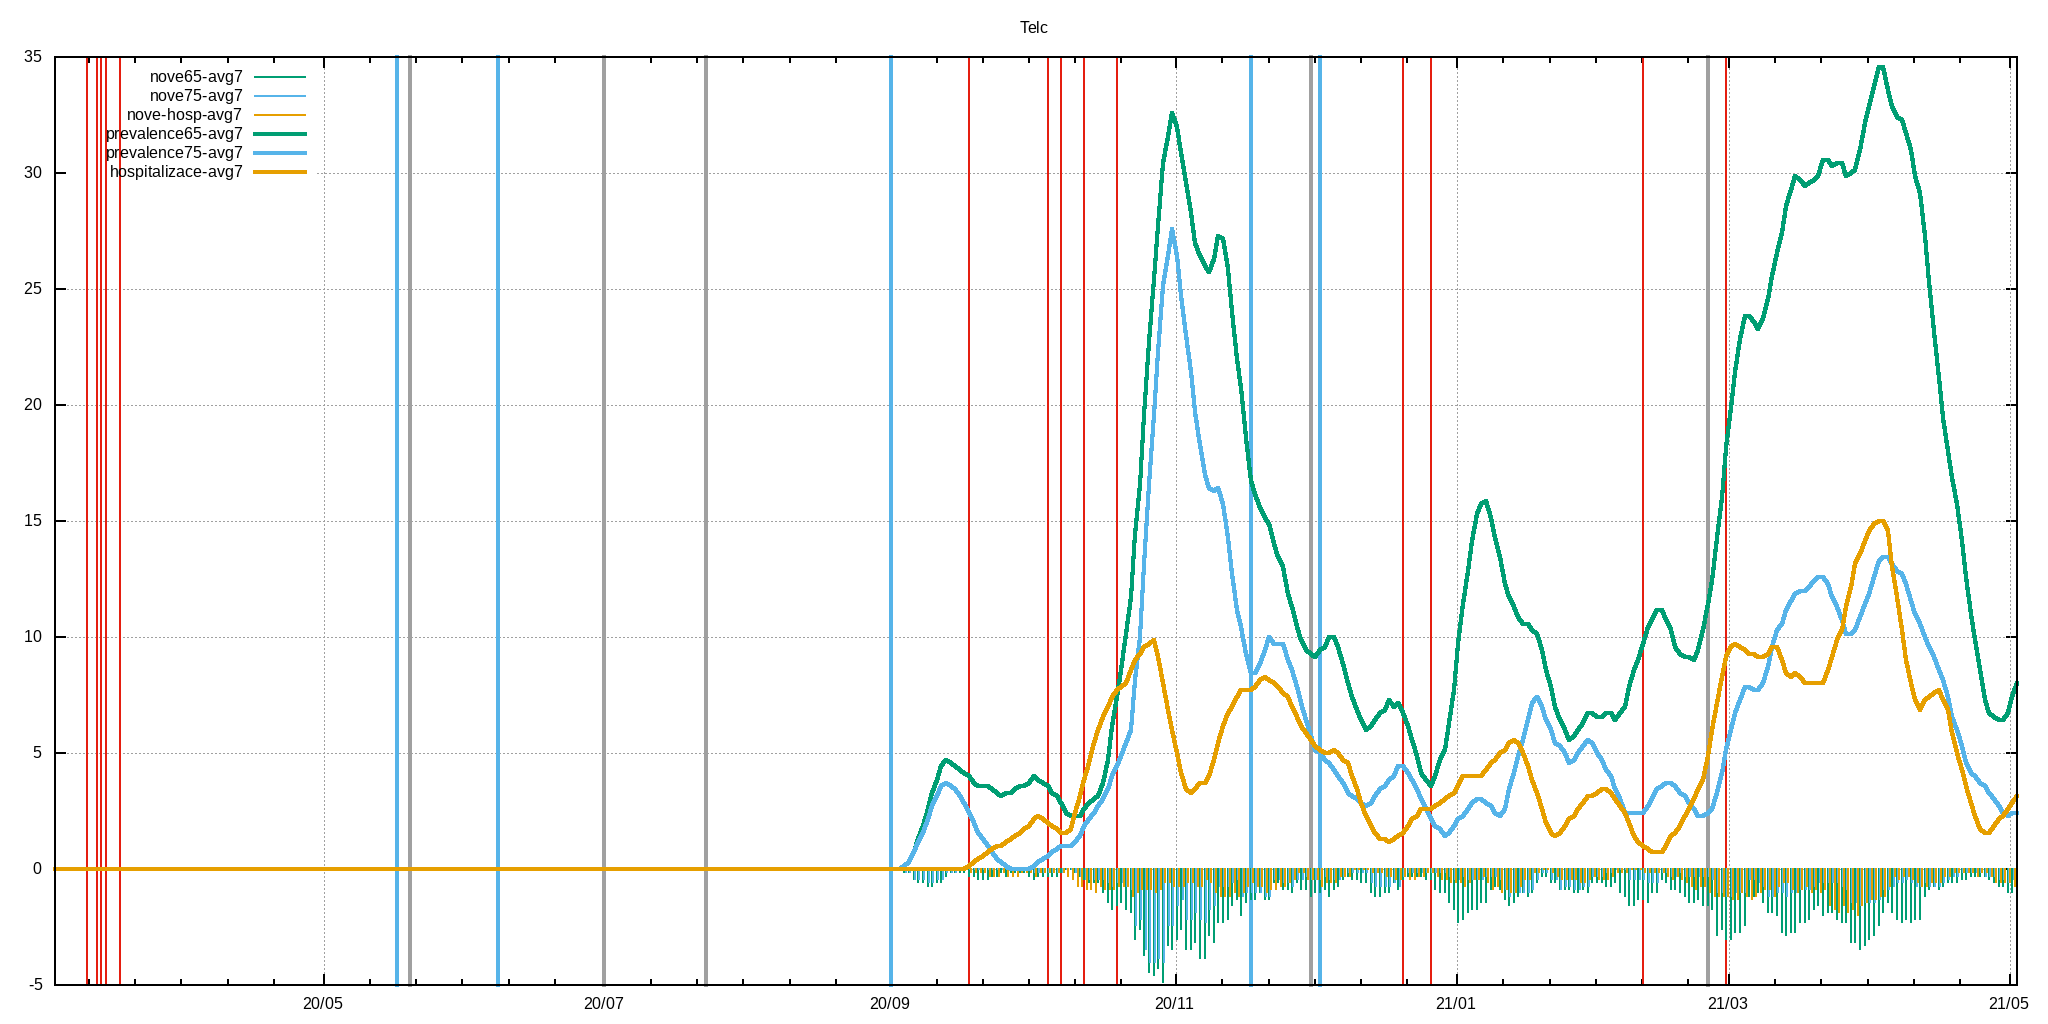 Telc
35
nove65-avg7
nove75-avg7
nove-hosp-avg7
prevalence65-avg7
prevalence75-avg7
hospitalizace-avg7
30
25
20
15
10
5
0
-5
20/05 20/07 20/09 20/11 21/01 21/03 21/05